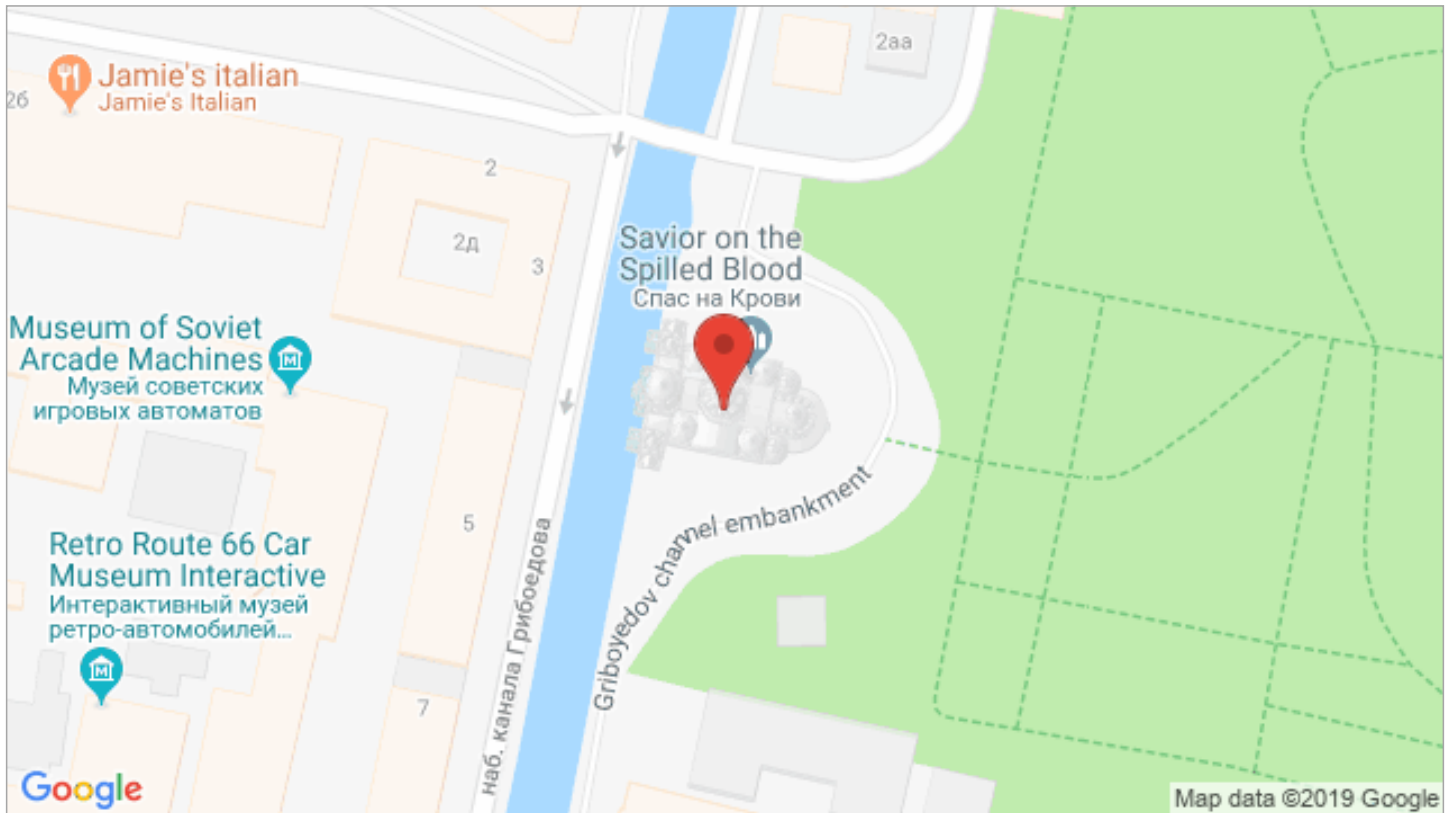 2аа
Jamie's italian
Jamie's Italian
26
2
2д
3
Savior on the
Spilled Blood
Спас на Крови
Museum of Soviet
Arcade Machines
Музей советских
игровых автоматов
M
5
Griboyedov channel embankment
наб. канала Грибоедова
Retro Route 66 Car
Museum Interactive
Интерактивный музей
ретро-автомобилей...
M
7
Google
Map data ©2019 Google